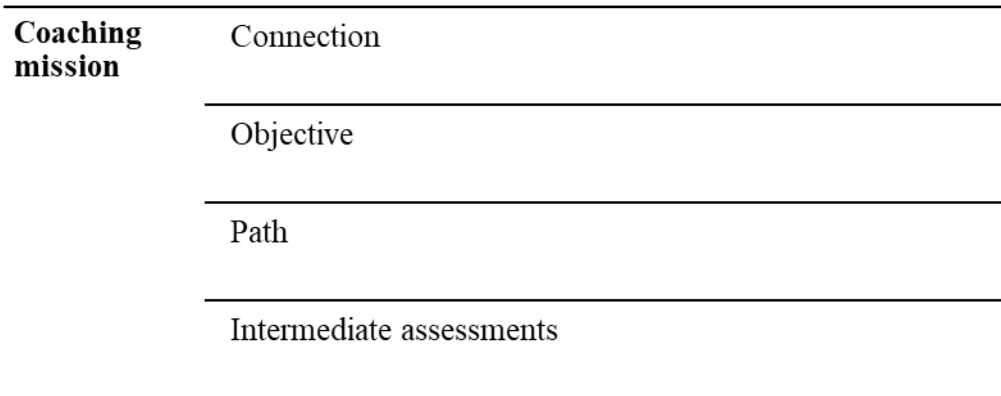 Coaching
mission
Connection
Objective
Path
Intermediate assessments